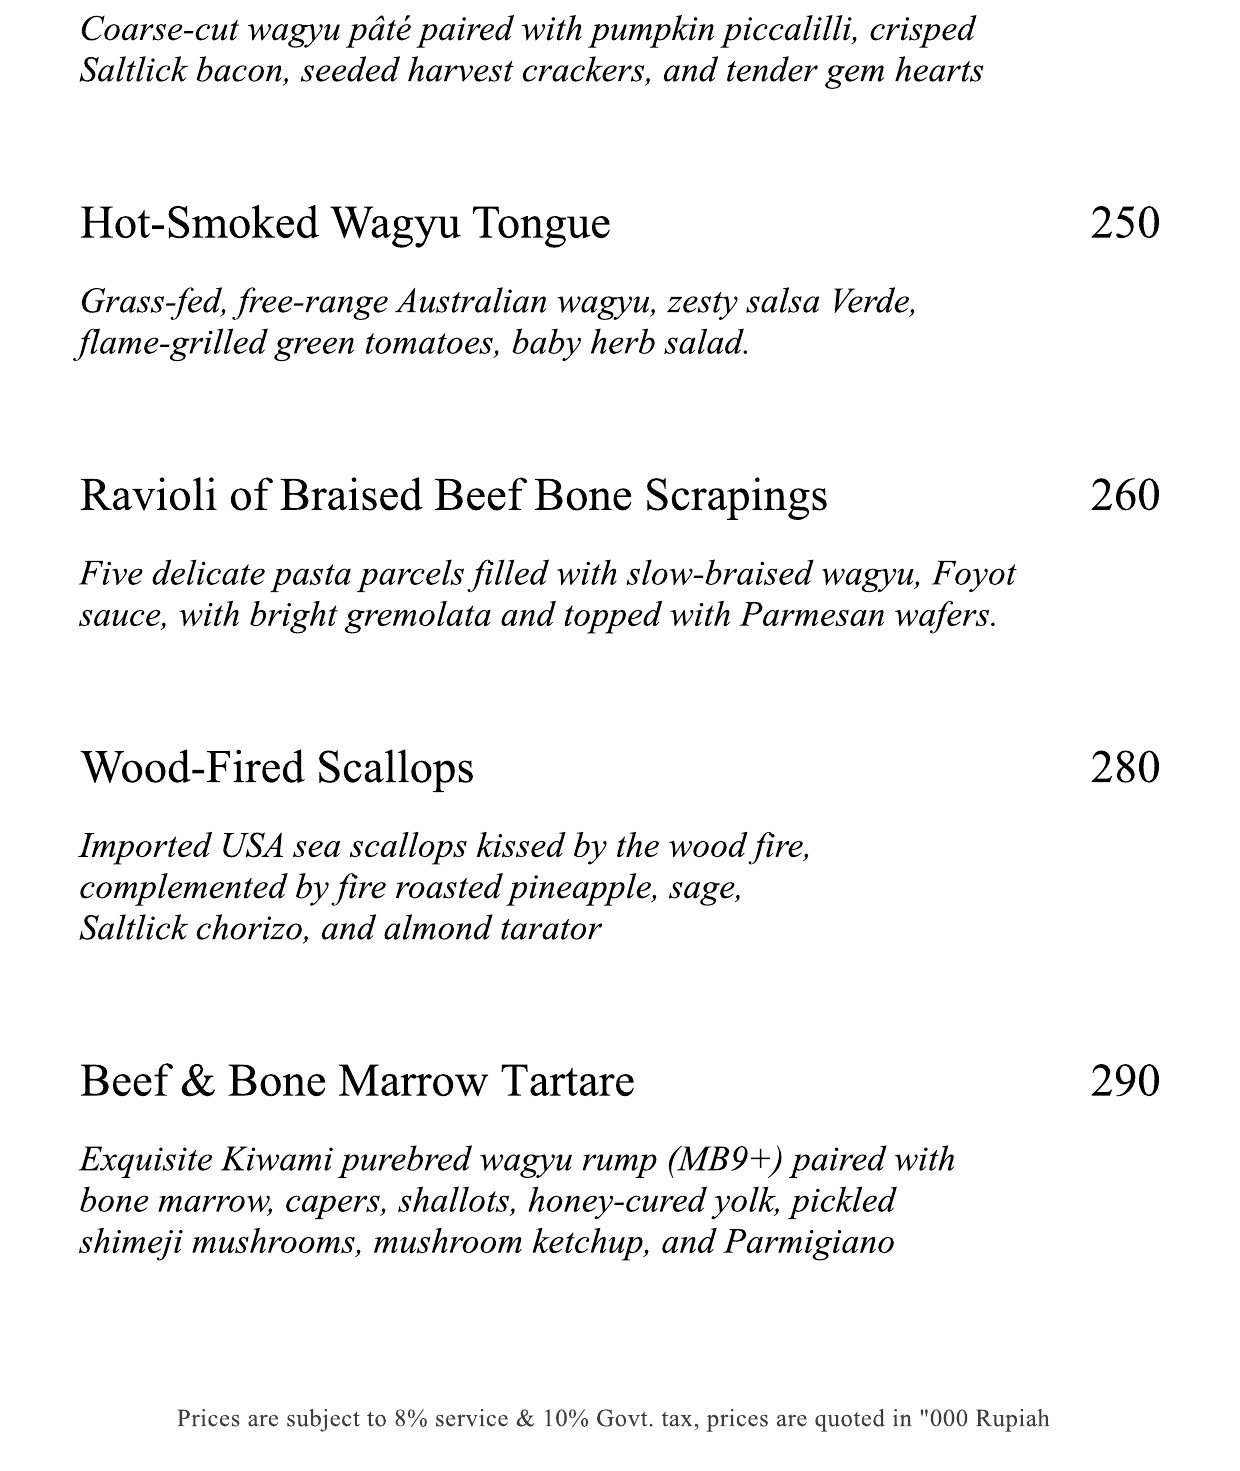 Coarse-cut wagyu pâté paired with pumpkin piccalilli, crisped
Saltlick bacon, seeded harvest crackers, and tender gem hearts
Hot-Smoked Wagyu Tongue 250
Grass-fed, free-range Australian wagyu, zesty salsa Verde,
flame-grilled green tomatoes, baby herb salad.
Ravioli of Braised Beef Bone Scrapings 260
Five delicate pasta parcels filled with slow-braised wagyu, Foyot
sauce, with bright gremolata and topped with Parmesan wafers.
Wood-Fired Scallops 280
Imported USA sea scallops kissed by the wood fire,
complemented by fire roasted pineapple, sage,
Saltlick chorizo, and almond tarator
Beef & Bone Marrow Tartare 290
Exquisite Kiwami purebred wagyu rump (MB9+) paired with
bone marrow, capers, shallots, honey-cured yolk, pickled
shimeji mushrooms, mushroom ketchup, and Parmigiano
Prices are subject to 8% service & 10% Govt. tax, prices are quoted in "000 Rupiah